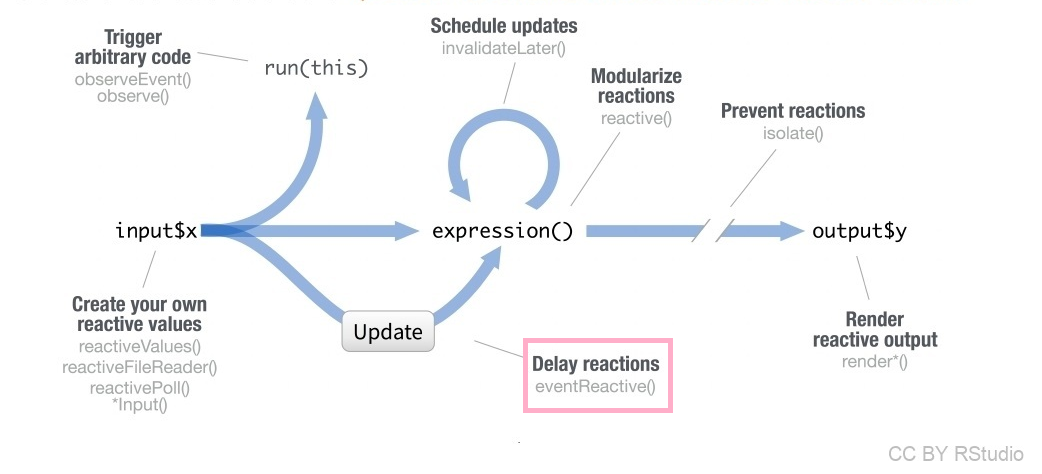 Trigger
arbitrary code
observeEvent()
observe()
run(this)
Schedule updates
invalidateLater()
Modularize
reactions
reactive()
Prevent reactions
isolate()
input$x
expression()
output$y
Create your own
reactive values
reactiveValues()
reactiveFileReader()
reactivePoll()
*Input()
Update
Delay reactions
eventReactive()
Render
reactive output
render*()
CC BY RStudio